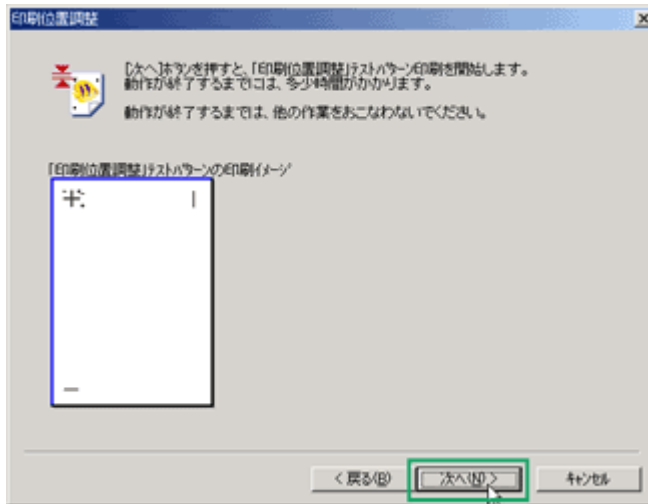 印刷位置調整
[次へ]ボタンを押すと、「印刷位置調整」テストパターン印刷を開始します。
動作が終了するまでには、多少時間がかかります。
動作が終了するまでは、他の作業をおこなわないでください。
「印刷位置調整」テストパターンの印刷イメージ
< 戻る(B)
次へ(N) >
キャンセル